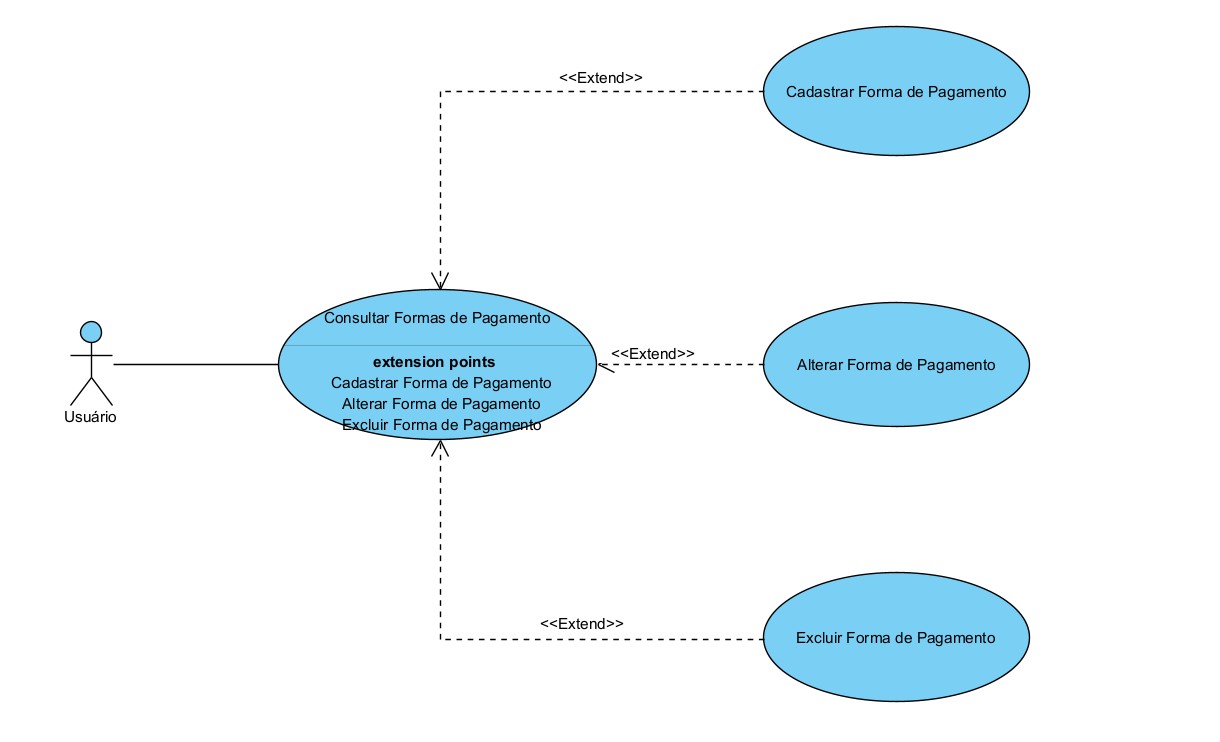 <<Extend>>
Cadastrar Forma de Pagamento
Consultar Formas de Pagamento
extension points
Cadastrar Forma de Pagamento
Alterar Forma de Pagamento
Excluir Forma de Pagamento
<<Extend>>
Alterar Forma de Pagamento
Usuário
<<Extend>>
Excluir Forma de Pagamento